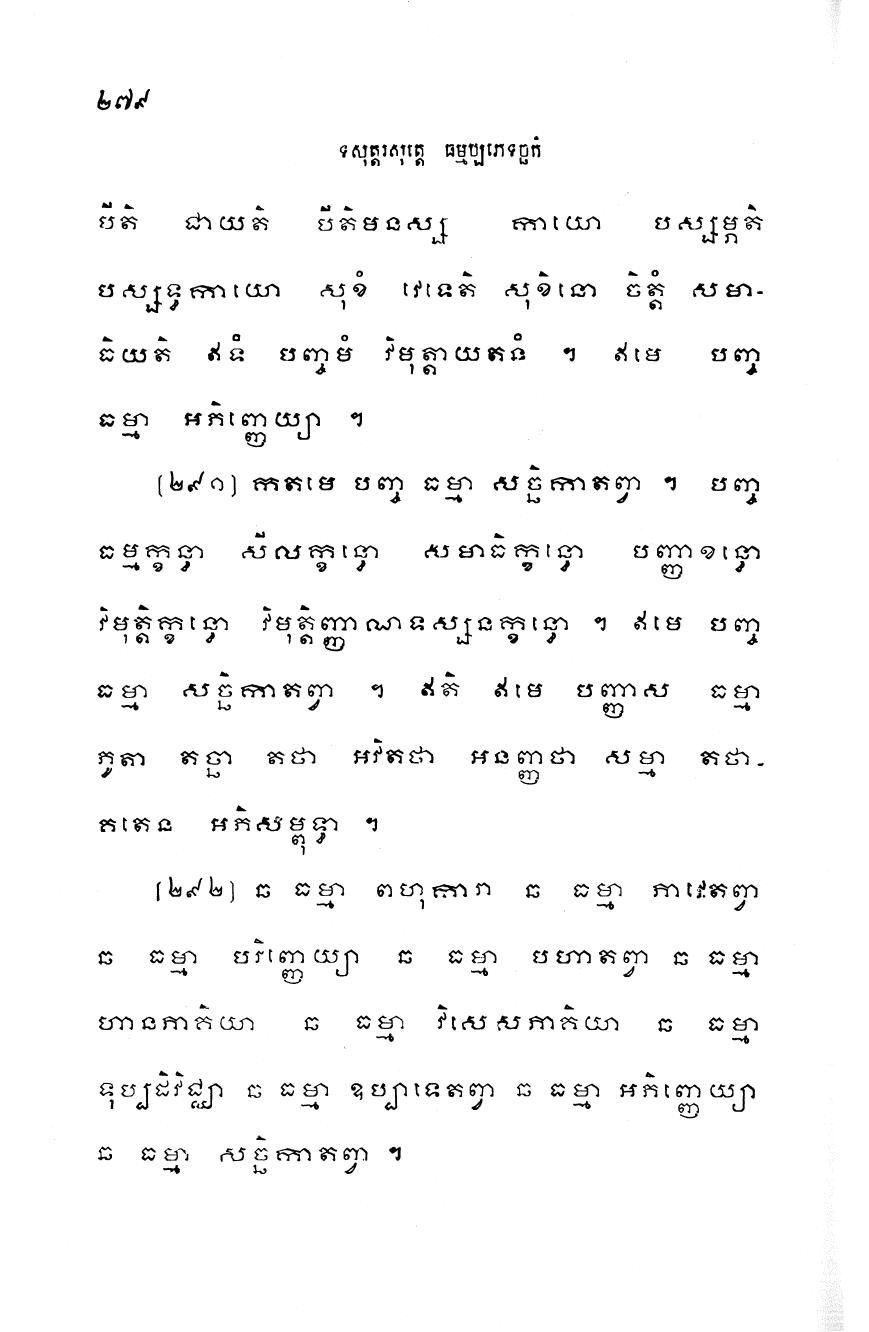 ២៧៩
ទសុត្តរសុត្តេ ធម្មប្បភេទច្ឆក់
បីតិ ជាយតិ បីតិមនស្ស កាយោ បស្សម្ភតិ
បស្សទ្ធកាយោ សុខំ វេទេតិ សុខិនោ ចិត្តំ សមា-
ធិយតិ ឥទំ បញ្ចមំ វិមុត្តាយតនំ ។ ឥមេ បញ្ច
ធម្មា អភិញ្ញេយ្យា ។
(២៩១) កតមេ បញ្ច ធម្មា សច្ឆិកាតព្វា ។ បញ្ច
ធម្មក្ខន្ធា សីលក្ខន្ធោ សមាធិក្ខន្ធោ បញ្ញាខន្ធោ
វិមុត្តិក្ខន្ធោ វិមុត្តិញ្ញាណទស្សនក្ខន្ធោ ។ ឥមេ បញ្ច
ធម្មា សច្ឆិកាតព្វា ។ ឥតិ ឥមេ បញ្ញាស ធម្មា
ភូតា តច្ឆា តថា អវិតថា អនញ្ញថា សម្មា តថា-
គតេន អភិសម្ពុទ្ធា ។
(២៩២) ឆ ធម្មា ពហុការា ឆ ធម្មា ភាវេតព្វា
ឆ ធម្មា បរិញ្ញេយ្យា ឆ ធម្មា បហាតព្វា ឆ ធម្មា
ហានភាគិយា ឆ ធម្មា វិសេសភាគិយា ឆ ធម្មា
ទុប្បដិវិជ្ឈា ឆ ធម្មា ឧប្បាទេតព្វា ឆ ធម្មា អភិញ្ញេយ្យា
ឆ ធម្មា សច្ឆិកាតព្វា ។